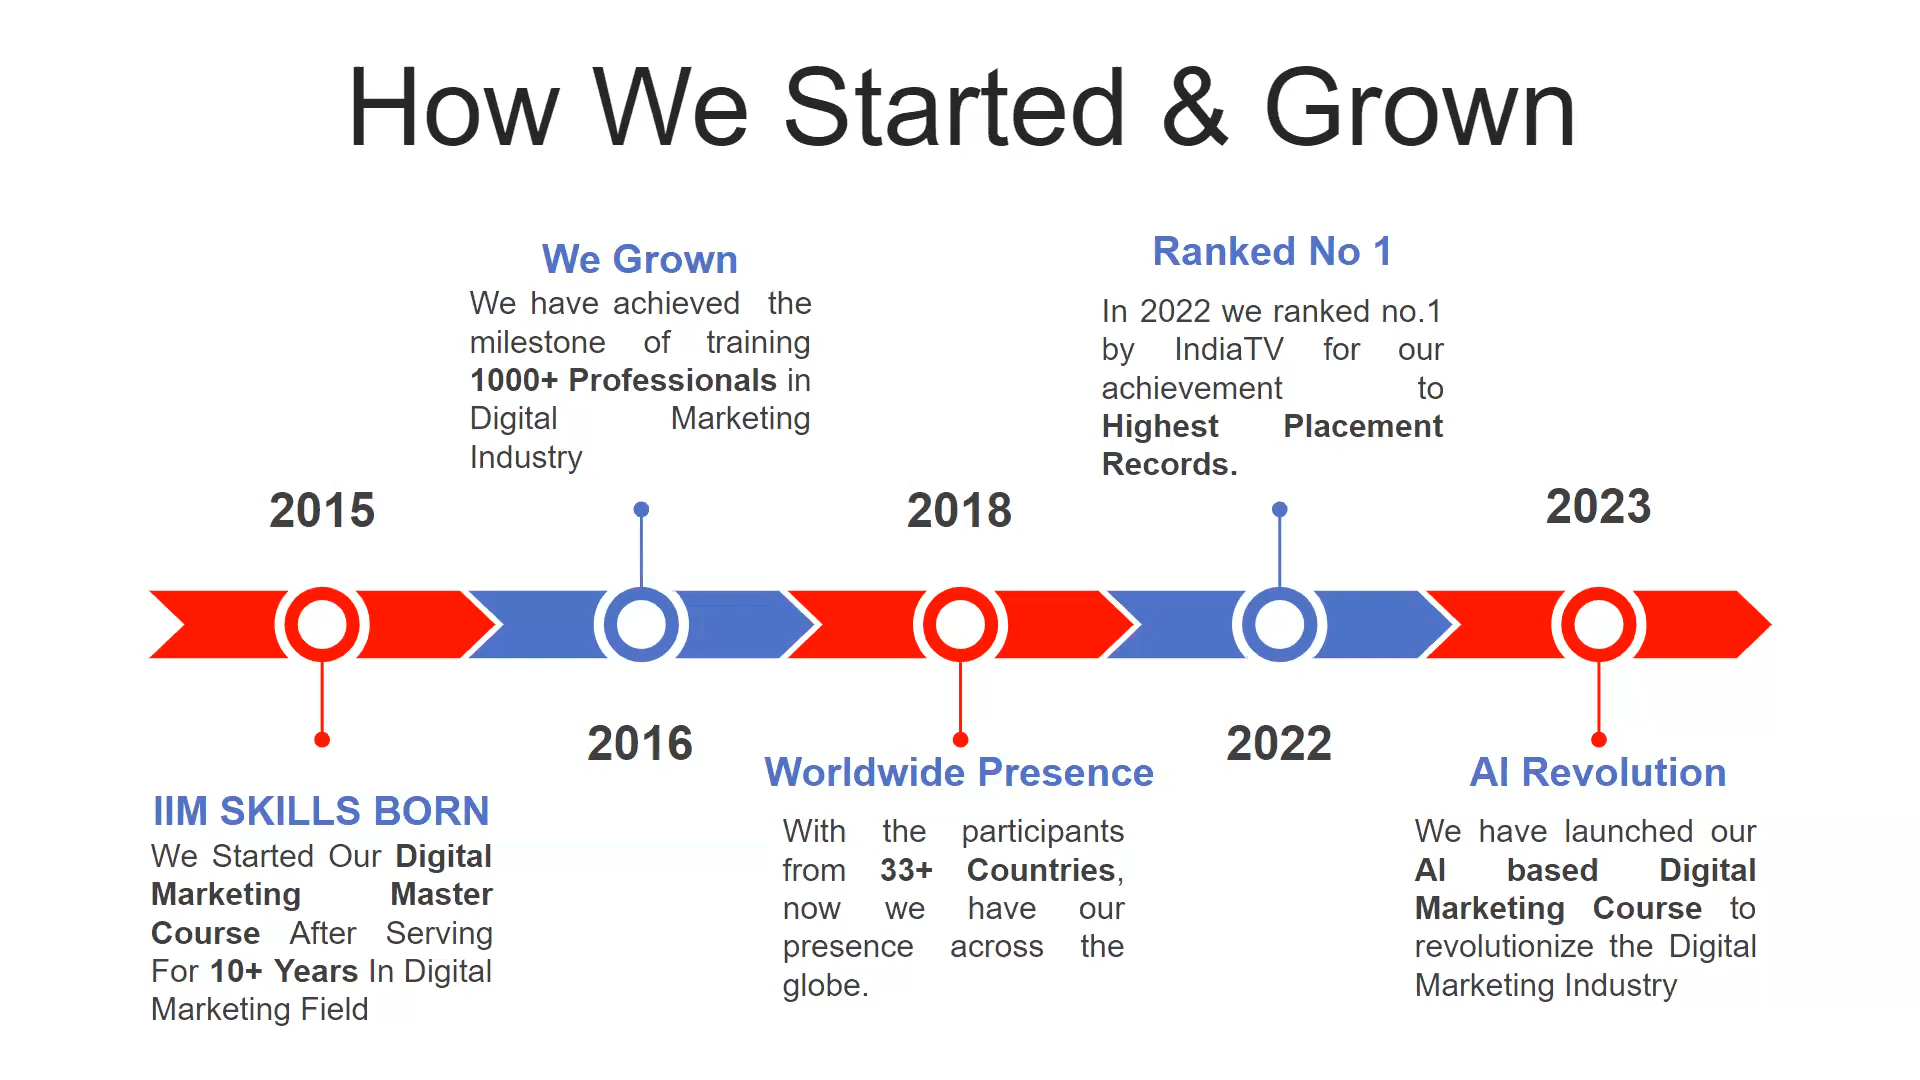 How We Started & Grown
2015
IIM SKILLS BORN
We Started Our Digital
Marketing Master
Course After Serving
For 10+ Years In Digital
Marketing Field
We Grown
We have achieved the
milestone of training
1000+ Professionals in
Digital Marketing
Industry
2016
2018
Worldwide Presence
With the participants
from 33+ Countries,
now we have our
presence across the
globe.
Ranked No 1
In 2022 we ranked no.1
by IndiaTV for our
achievement to
Highest Placement
Records.
2022
2023
AI Revolution
We have launched our
AI based Digital
Marketing Course to
revolutionize the Digital
Marketing Industry